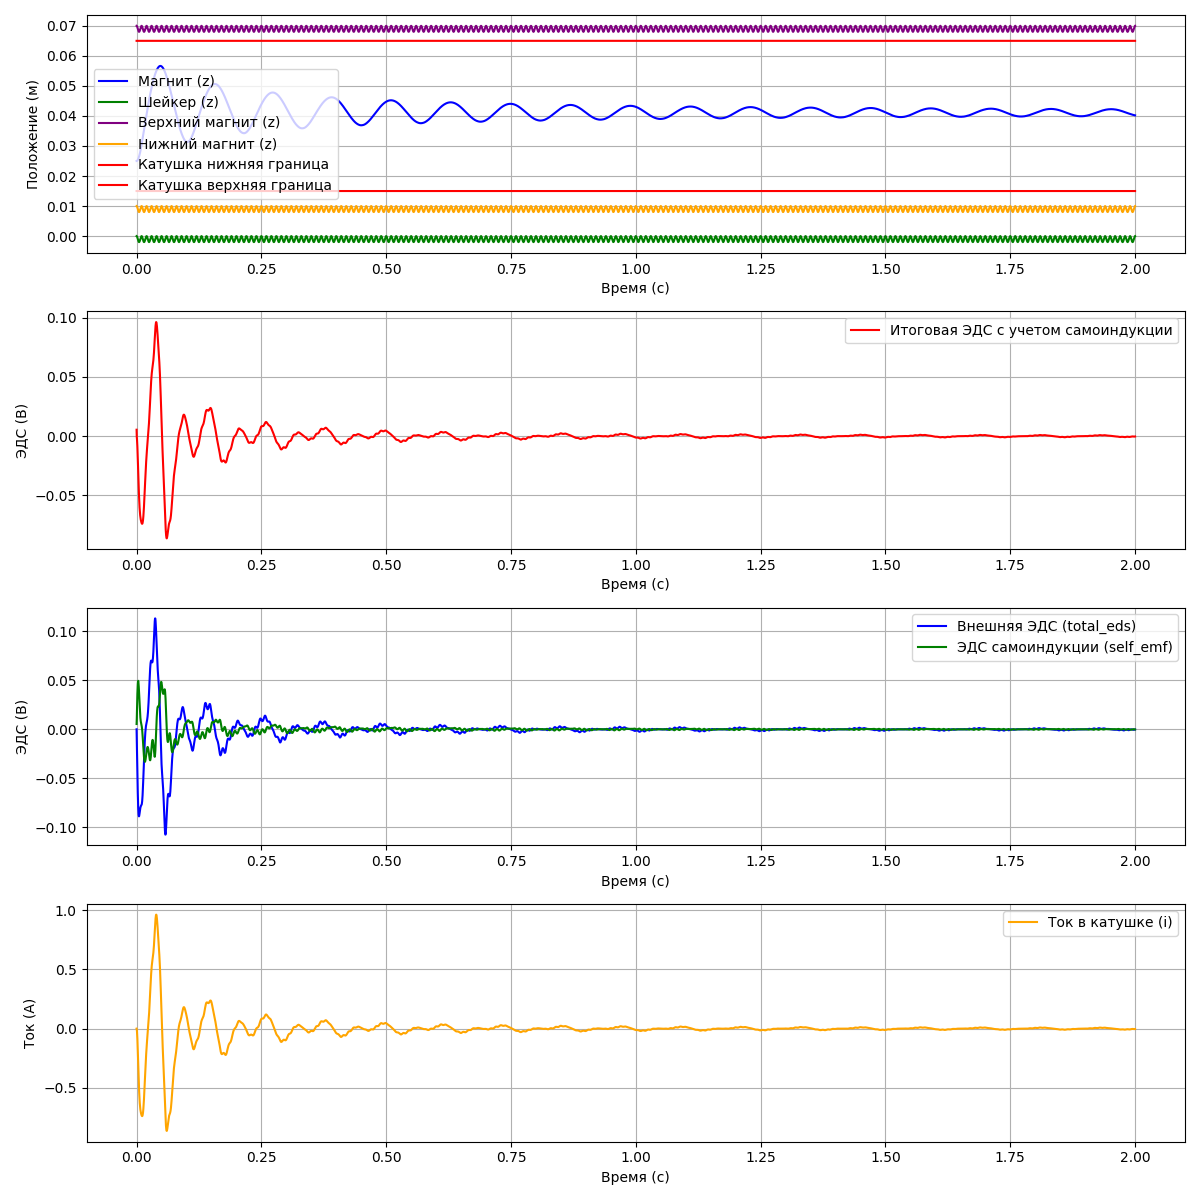 0.07
0.06
0.05
0.04
0.03
0.02
0.01
0.00
Положение (м)
Магнит (z)
Шейкер (z)
Верхний магнит (z)
Нижний магнит (z)
Катушка нижняя граница
Катушка верхняя граница
0.00 0.25 0.50 0.75 1.00 1.25 1.50 1.75 2.00
Время (с)
0.10
0.05
0.00
−0.05
ЭДС (В)
Итоговая ЭДС с учетом самоиндукции
0.00 0.25 0.50 0.75 1.00 1.25 1.50 1.75 2.00
Время (с)
0.10
0.05
0.00
−0.05
−0.10
ЭДС (В)
Внешняя ЭДС (total_eds)
ЭДС самоиндукции (self_emf)
0.00 0.25 0.50 0.75 1.00 1.25 1.50 1.75 2.00
Время (с)
1.0
0.5
0.0
−0.5
Ток (А)
Ток в катушке (i)
0.00 0.25 0.50 0.75 1.00 1.25 1.50 1.75 2.00
Время (с)